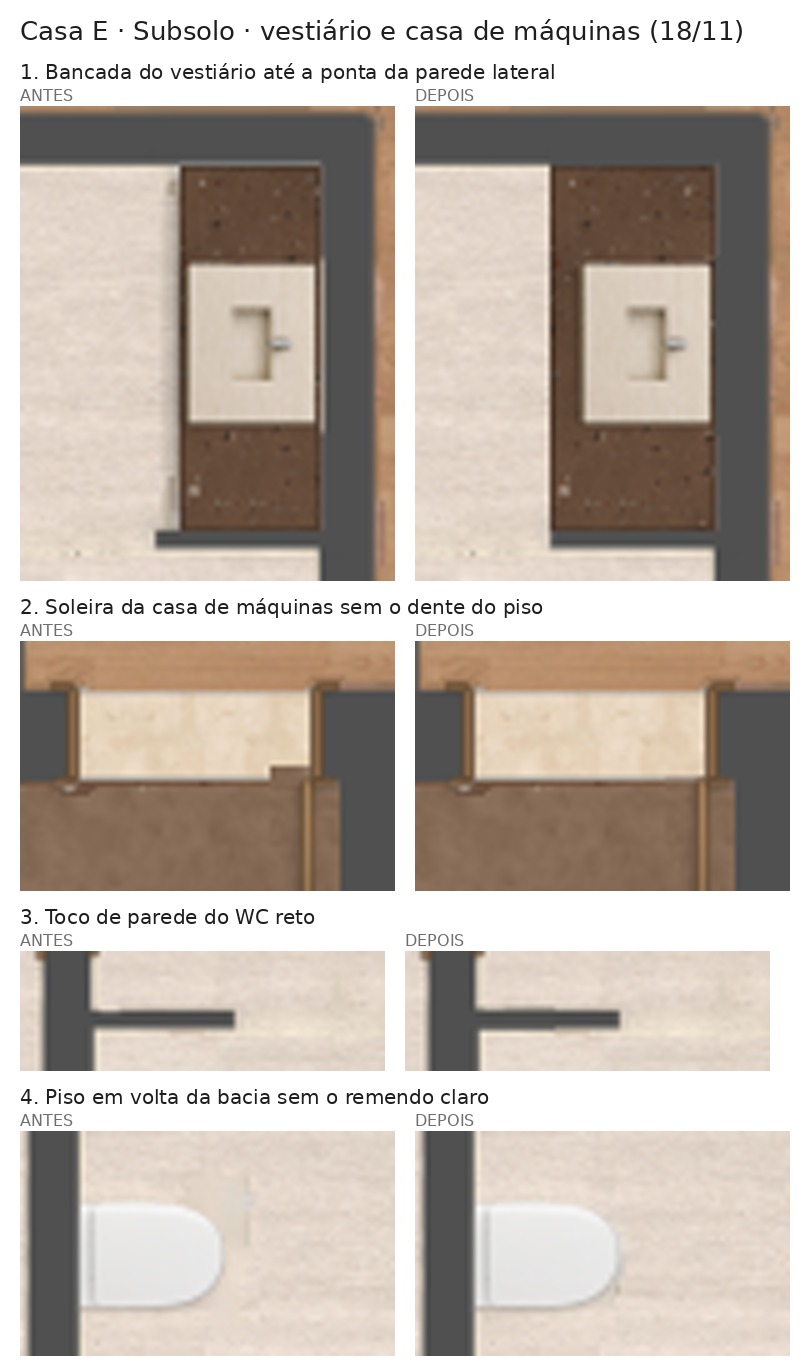 Casa E · Subsolo · vestiário e casa de máquinas (18/11)
1. Bancada do vestiário até a ponta da parede lateral
ANTES
DEPOIS
2. Soleira da casa de máquinas sem o dente do piso
ANTES
DEPOIS
3. Toco de parede do WC reto
ANTES
DEPOIS
4. Piso em volta da bacia sem o remendo claro
ANTES
DEPOIS